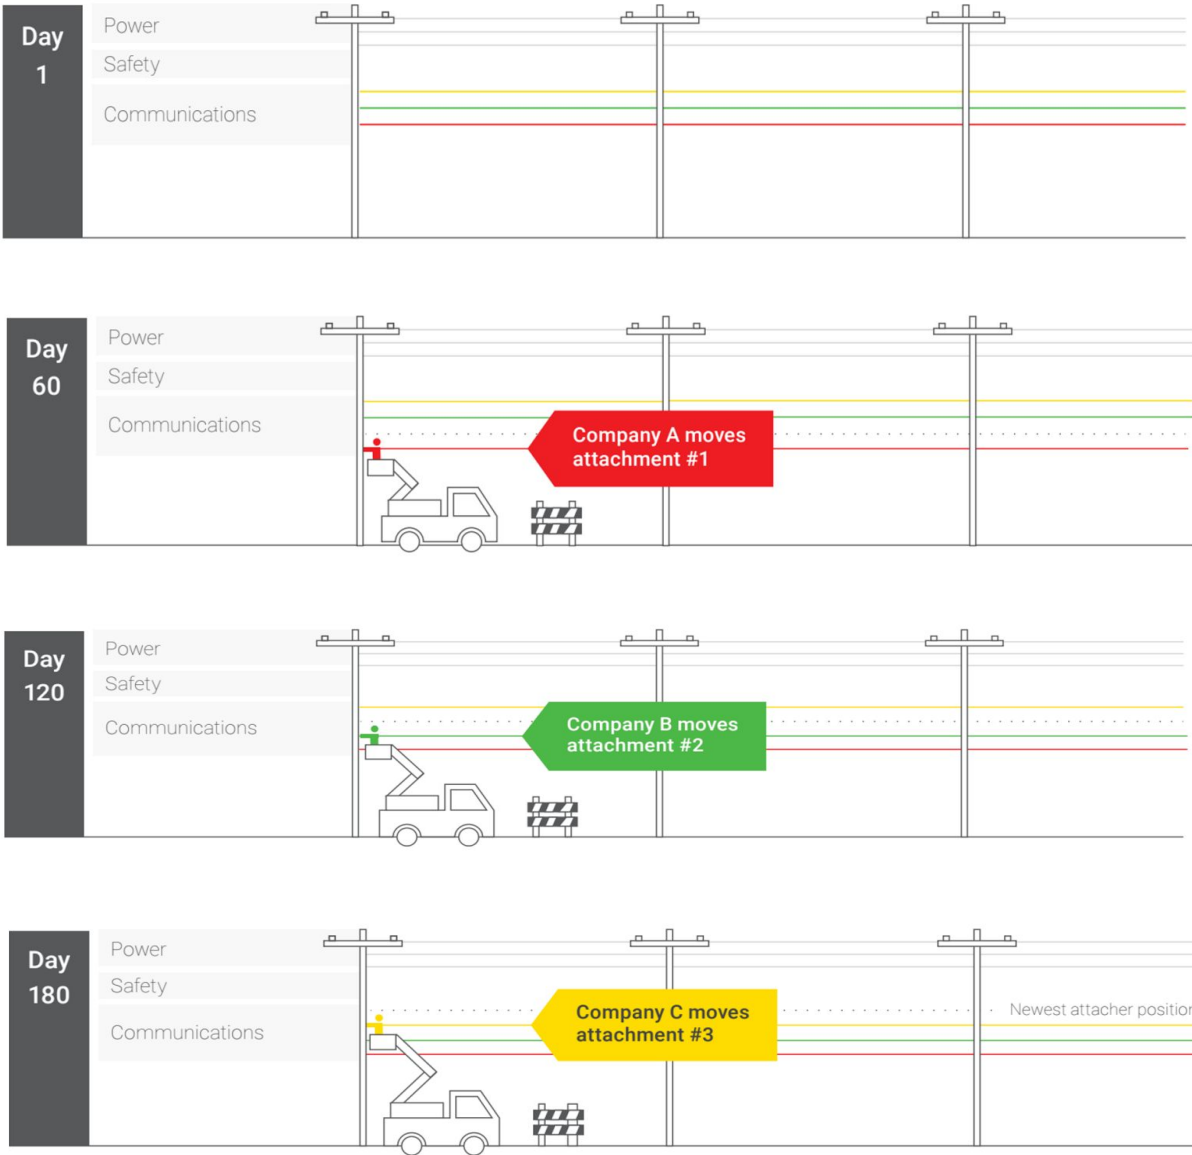 Day
1
Power
Safety
Communications
Day
60
Power
Safety
Communications
Company A moves
attachment #1
Day
120
Power
Safety
Communications
Company B moves
attachment #2
Day
180
Power
Safety
Communications
Company C moves
attachment #3
Newest attacher position